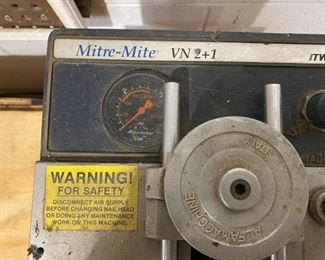 Mitre-Mite VN 2+1
ITW
WARNING!
FOR SAFETY
DISCONNECT AIR SUPPLY
BEFORE CHANGING NAIL HEAD
OR DOING ANY MAINTENANCE
WORK ON THIS MACHINE.
ALFAMACCHINE
ITALY